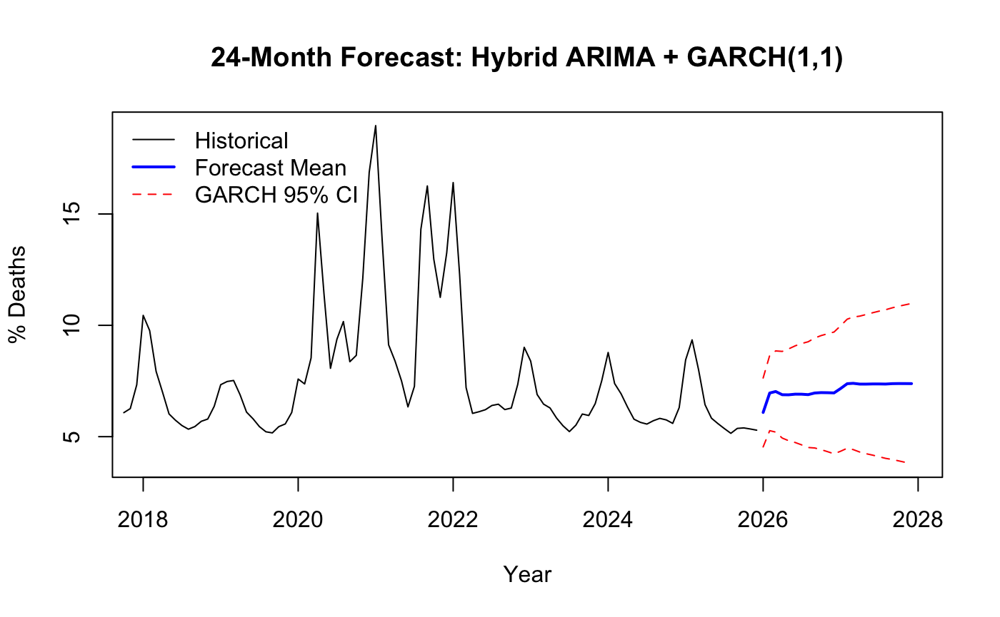 24-Month Forecast: Hybrid ARIMA + GARCH(1,1)
Historical
Forecast Mean
GARCH 95% CI
% Deaths
15
10
5
2018 2020 2022 2024 2026 2028
Year